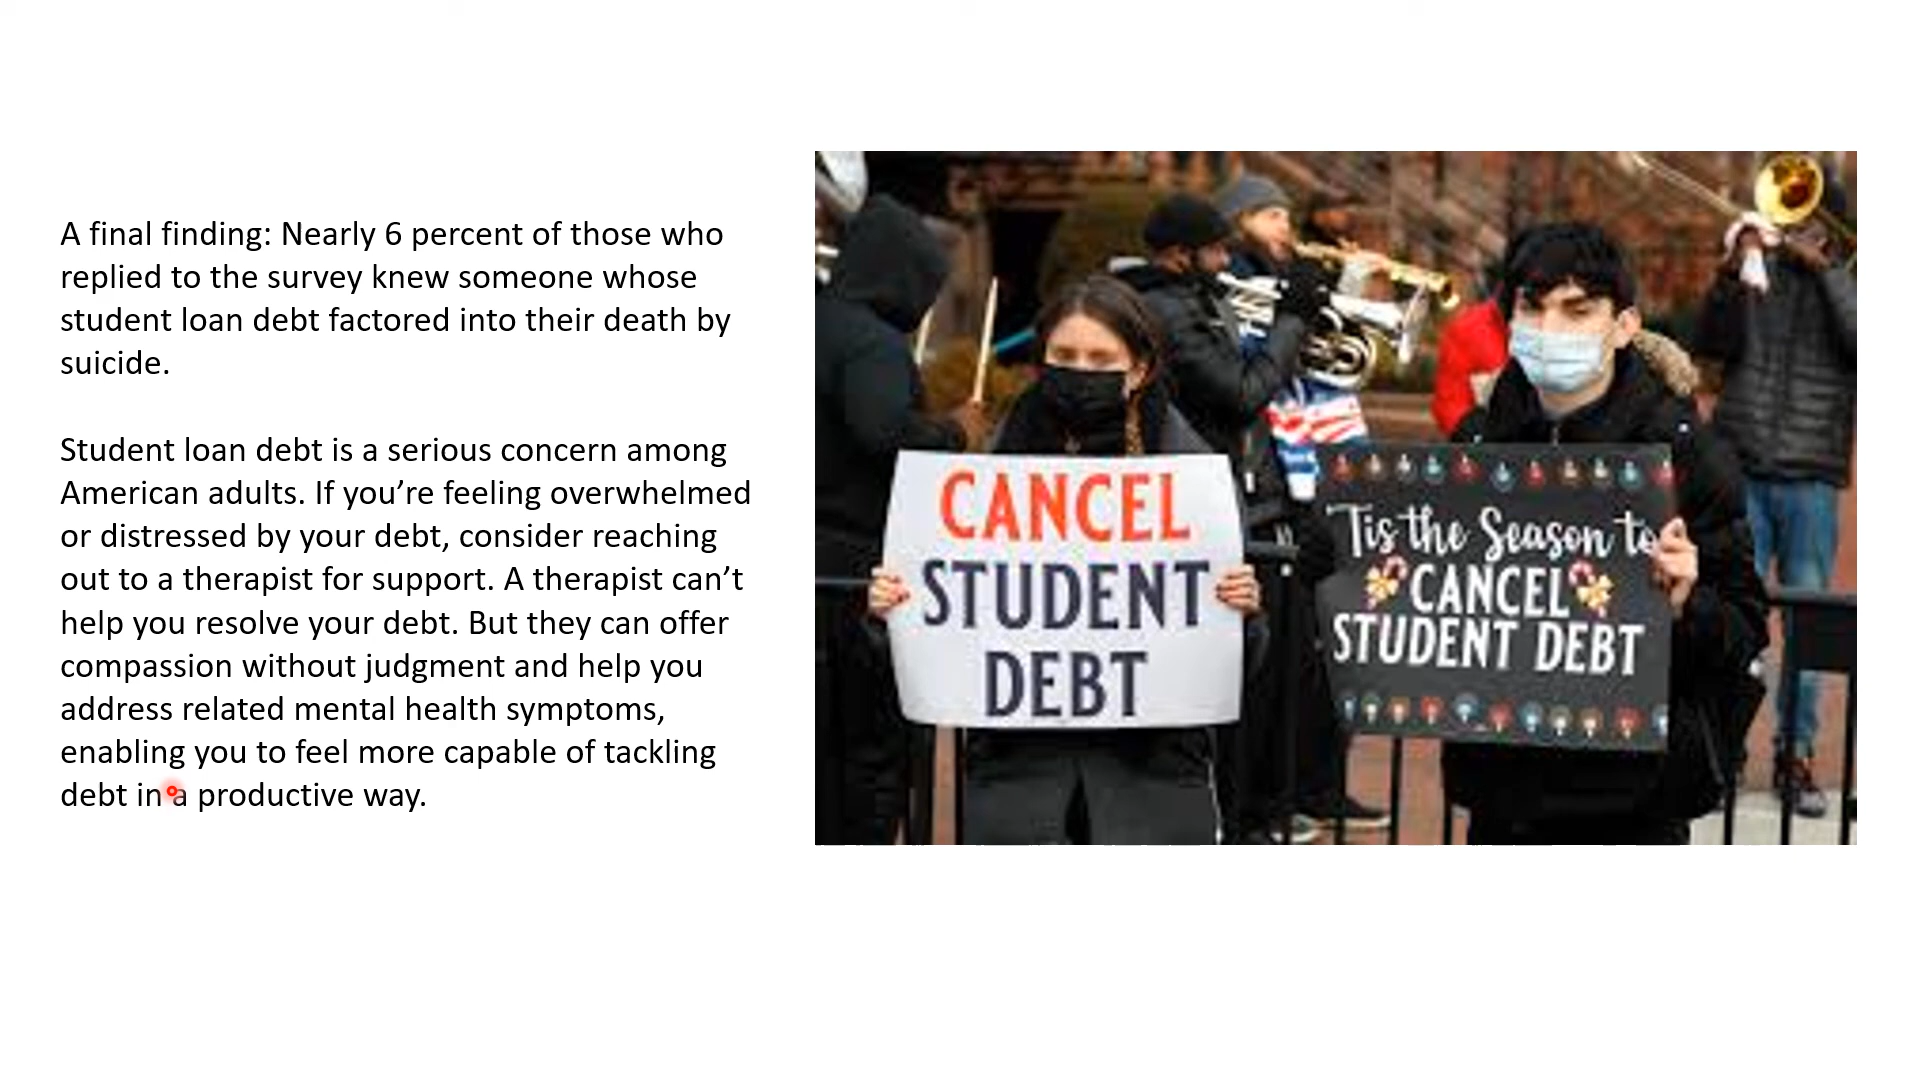 A final finding: Nearly 6 percent of those who
replied to the survey knew someone whose
student loan debt factored into their death by
suicide.
Student loan debt is a serious concern among
American adults. If you’re feeling overwhelmed
or distressed by your debt, consider reaching
out to a therapist for support. A therapist can’t
help you resolve your debt. But they can offer
compassion without judgment and help you
address related mental health symptoms,
enabling you to feel more capable of tackling
debt in a productive way.
CANCEL
STUDENT
DEBT
'Tis the Season to
CANCEL
STUDENT DEBT